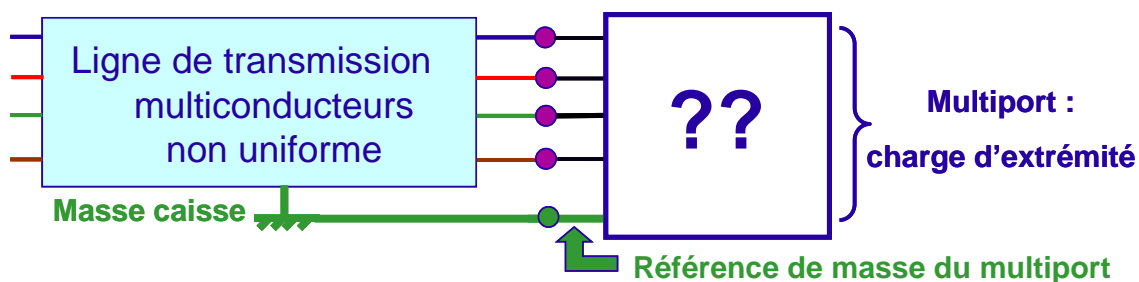 Ligne de transmission
multiconducteurs
non uniforme
??
Multiport :
charge d’extrémité
Masse caisse
Référence de masse du multiport